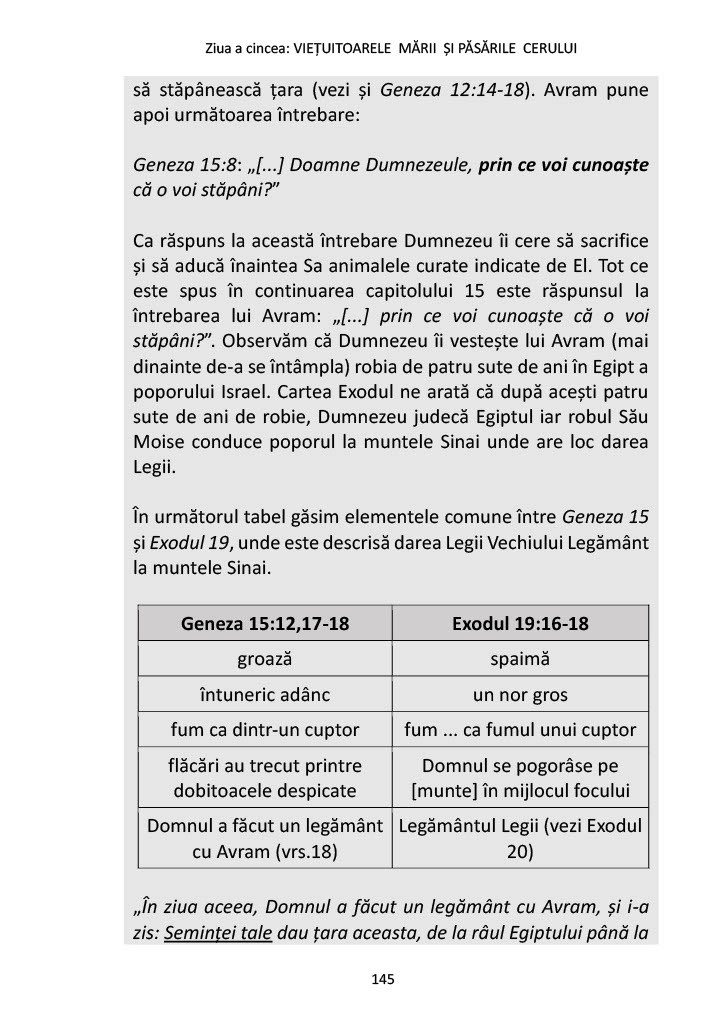 Ziua a cincea: VIEȚUITOARELE MĂRII ȘI PĂSĂRILE CERULUI
să stăpânească țara (vezi și Geneza 12:14-18). Avram pune
apoi următoarea întrebare:
Geneza 15:8: „[...] Doamne Dumnezeule, prin ce voi cunoaște
că o voi stăpâni?”
Ca răspuns la această întrebare Dumnezeu îi cere să sacrifice
și să aducă înaintea Sa animalele curate indicate de El. Tot ce
este spus în continuarea capitolului 15 este răspunsul la
întrebarea lui Avram: „[...] prin ce voi cunoaște că o voi
stăpâni?”. Observăm că Dumnezeu îi vestește lui Avram (mai
dinainte de-a se întâmpla) robia de patru sute de ani în Egipt a
poporului Israel. Cartea Exodul ne arată că după acești patru
sute de ani de robie, Dumnezeu judecă Egiptul iar robul Său
Moise conduce poporul la muntele Sinai unde are loc darea
Legii.
În următorul tabel găsim elementele comune între Geneza 15
și Exodul 19, unde este descrisă darea Legii Vechiului Legământ
la muntele Sinai.
Geneza 15:12,17-18 Exodul 19:16-18
groază spaimă
întuneric adânc un nor gros
fum ca dintr-un cuptor fum ... ca fumul unui cuptor
flăcări au trecut printre Domnul se pogorâse pe
dobitoacele despicate [munte] în mijlocul focului
Domnul a făcut un legământ Legământul Legii (vezi Exodul
cu Avram (vrs.18) 20)
„În ziua aceea, Domnul a făcut un legământ cu Avram, și i-a
zis: Seminței tale dau țara aceasta, de la râul Egiptului până la
145